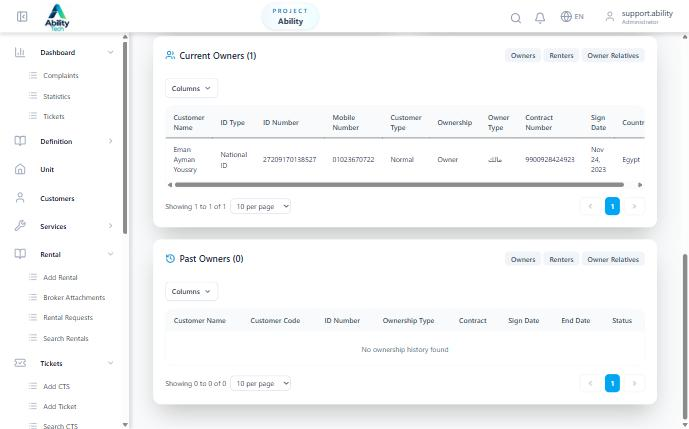 Ability
Tech
PROJECT
Ability
EN
support.ability
Administrator
Dashboard
Complaints
Statistics
Tickets
Definition
Unit
Customers
Services
Rental
Add Rental
Broker Attachments
Rental Requests
Search Rentals
Tickets
Add CTS
Add Ticket
Search CTS
Current Owners (1)
Owners Renters Owner Relatives
Columns
Customer Name ID Type ID Number Mobile Number Customer Type Ownership Owner Type Contract Number Sign Date Countr
Eman Ayman Youssry National ID 27209170138527 01023670722 Normal Owner مالك 9900928424923 Nov 24, 2023 Egypt
Showing 1 to 1 of 1 10 per page 1
Past Owners (0)
Owners Renters Owner Relatives
Columns
Customer Name Customer Code ID Number Ownership Type Contract Sign Date End Date Status
No ownership history found
Showing 0 to 0 of 0 10 per page 1